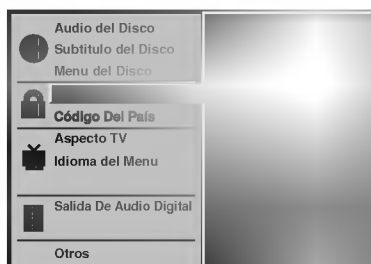 Audio del Disco
Subtitulo del Disco
Menu del Disco
Código Del País
Aspecto TV
Idioma del Menu
Salida De Audio Digital
Otros